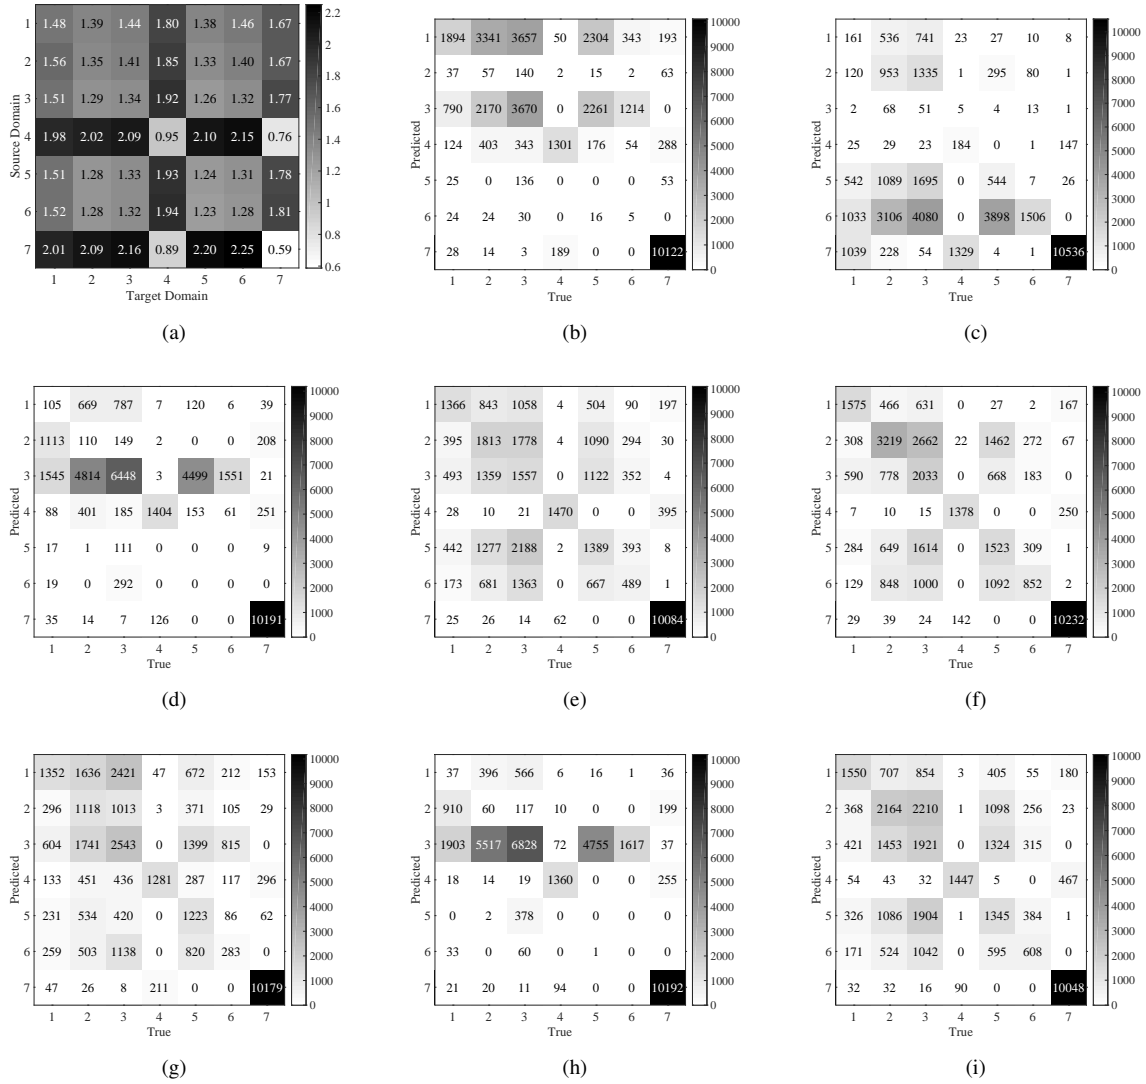 1 1.48 1.39 1.44 1.80 1.38 1.46 1.67
2 1.56 1.35 1.41 1.85 1.33 1.40 1.67
3 1.51 1.29 1.34 1.92 1.26 1.32 1.77
4 1.98 2.02 2.09 0.95 2.10 2.15 0.76
5 1.51 1.28 1.33 1.93 1.24 1.31 1.78
6 1.52 1.28 1.32 1.94 1.23 1.28 1.81
7 2.01 2.09 2.16 0.89 2.20 2.25 0.59
1 2 3 4 5 6 7
Source Domain
Target Domain
2.2
2
1.8
1.6
1.4
1.2
1
0.8
0.6
(a)
1 1894 3341 3657 50 2304 343 193
2 37 57 140 2 15 2 63
3 790 2170 3670 0 2261 1214 0
4 124 403 343 1301 176 54 288
5 25 0 136 0 0 0 53
6 24 24 30 0 16 5 0
7 28 14 3 189 0 0 10122
1 2 3 4 5 6 7
Predicted
True
10000
9000
8000
7000
6000
5000
4000
3000
2000
1000
0
(b)
1 161 536 741 23 27 10 8
2 120 953 1335 1 295 80 1
3 2 68 51 5 4 13 1
4 25 29 23 184 0 1 147
5 542 1089 1695 0 544 7 26
6 1033 3106 4080 0 3898 1506 0
7 1039 228 54 1329 4 1 10536
1 2 3 4 5 6 7
Predicted
True
10000
9000
8000
7000
6000
5000
4000
3000
2000
1000
0
(c)
1 105 669 787 7 120 6 39
2 1113 110 149 2 0 0 208
3 1545 4814 6448 3 4499 1551 21
4 88 401 185 1404 153 61 251
5 17 1 111 0 0 0 9
6 19 0 292 0 0 0 0
7 35 14 7 126 0 0 10191
1 2 3 4 5 6 7
Predicted
True
10000
9000
8000
7000
6000
5000
4000
3000
2000
1000
0
(d)
1 1366 843 1058 4 504 90 197
2 395 1813 1778 4 1090 294 30
3 493 1359 1557 0 1122 352 4
4 28 10 21 1470 0 0 395
5 442 1277 2188 2 1389 393 8
6 173 681 1363 0 667 489 1
7 25 26 14 62 0 0 10084
1 2 3 4 5 6 7
Predicted
True
10000
9000
8000
7000
6000
5000
4000
3000
2000
1000
0
(e)
1 1575 466 631 0 27 2 167
2 308 3219 2662 22 1462 272 67
3 590 778 2033 0 668 183 0
4 7 10 15 1378 0 0 250
5 284 649 1614 0 1523 309 1
6 129 848 1000 0 1092 852 2
7 29 39 24 142 0 0 10232
1 2 3 4 5 6 7
Predicted
True
10000
9000
8000
7000
6000
5000
4000
3000
2000
1000
0
(f)
1 1352 1636 2421 47 672 212 153
2 296 1118 1013 3 371 105 29
3 604 1741 2543 0 1399 815 0
4 133 451 436 1281 287 117 296
5 231 534 420 0 1223 86 62
6 259 503 1138 0 820 283 0
7 47 26 8 211 0 0 10179
1 2 3 4 5 6 7
Predicted
True
10000
9000
8000
7000
6000
5000
4000
3000
2000
1000
0
(g)
1 37 396 566 6 16 1 36
2 910 60 117 10 0 0 199
3 1903 5517 6828 72 4755 1617 37
4 18 14 19 1360 0 0 255
5 0 2 378 0 0 0 0
6 33 0 60 0 1 0 0
7 21 20 11 94 0 0 10192
1 2 3 4 5 6 7
Predicted
True
10000
9000
8000
7000
6000
5000
4000
3000
2000
1000
0
(h)
1 1550 707 854 3 405 55 180
2 368 2164 2210 1 1098 256 23
3 421 1453 1921 0 1324 315 0
4 54 43 32 1447 5 0 467
5 326 1086 1904 1 1345 384 1
6 171 524 1042 0 595 608 0
7 32 32 16 90 0 0 10048
1 2 3 4 5 6 7
Predicted
True
10000
9000
8000
7000
6000
5000
4000
3000
2000
1000
0
(i)